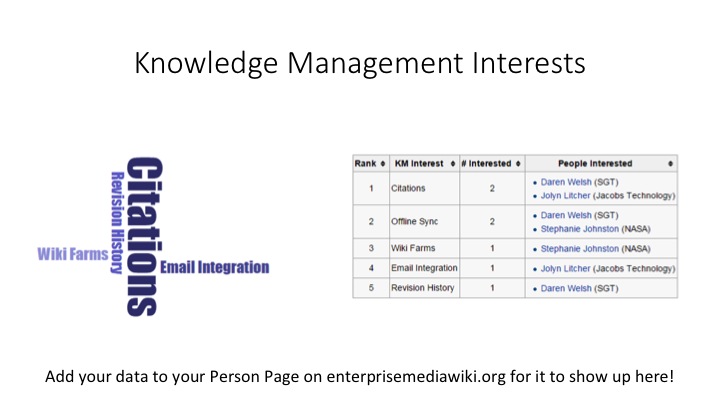 Knowledge Management Interests
Citations
Revision History
Wiki Farms
Email Integration
Rank KM Interest # Interested People Interested
1 Citations 2 • Daren Welsh (SGT)
• Jolyn Litcher (Jacobs Technology)
2 Offline Sync 2 • Daren Welsh (SGT)
• Stephanie Johnston (NASA)
3 Wiki Farms 1 • Stephanie Johnston (NASA)
4 Email Integration 1 • Jolyn Litcher (Jacobs Technology)
5 Revision History 1 • Daren Welsh (SGT)
Add your data to your Person Page on enterprisemediawiki.org for it to show up here!